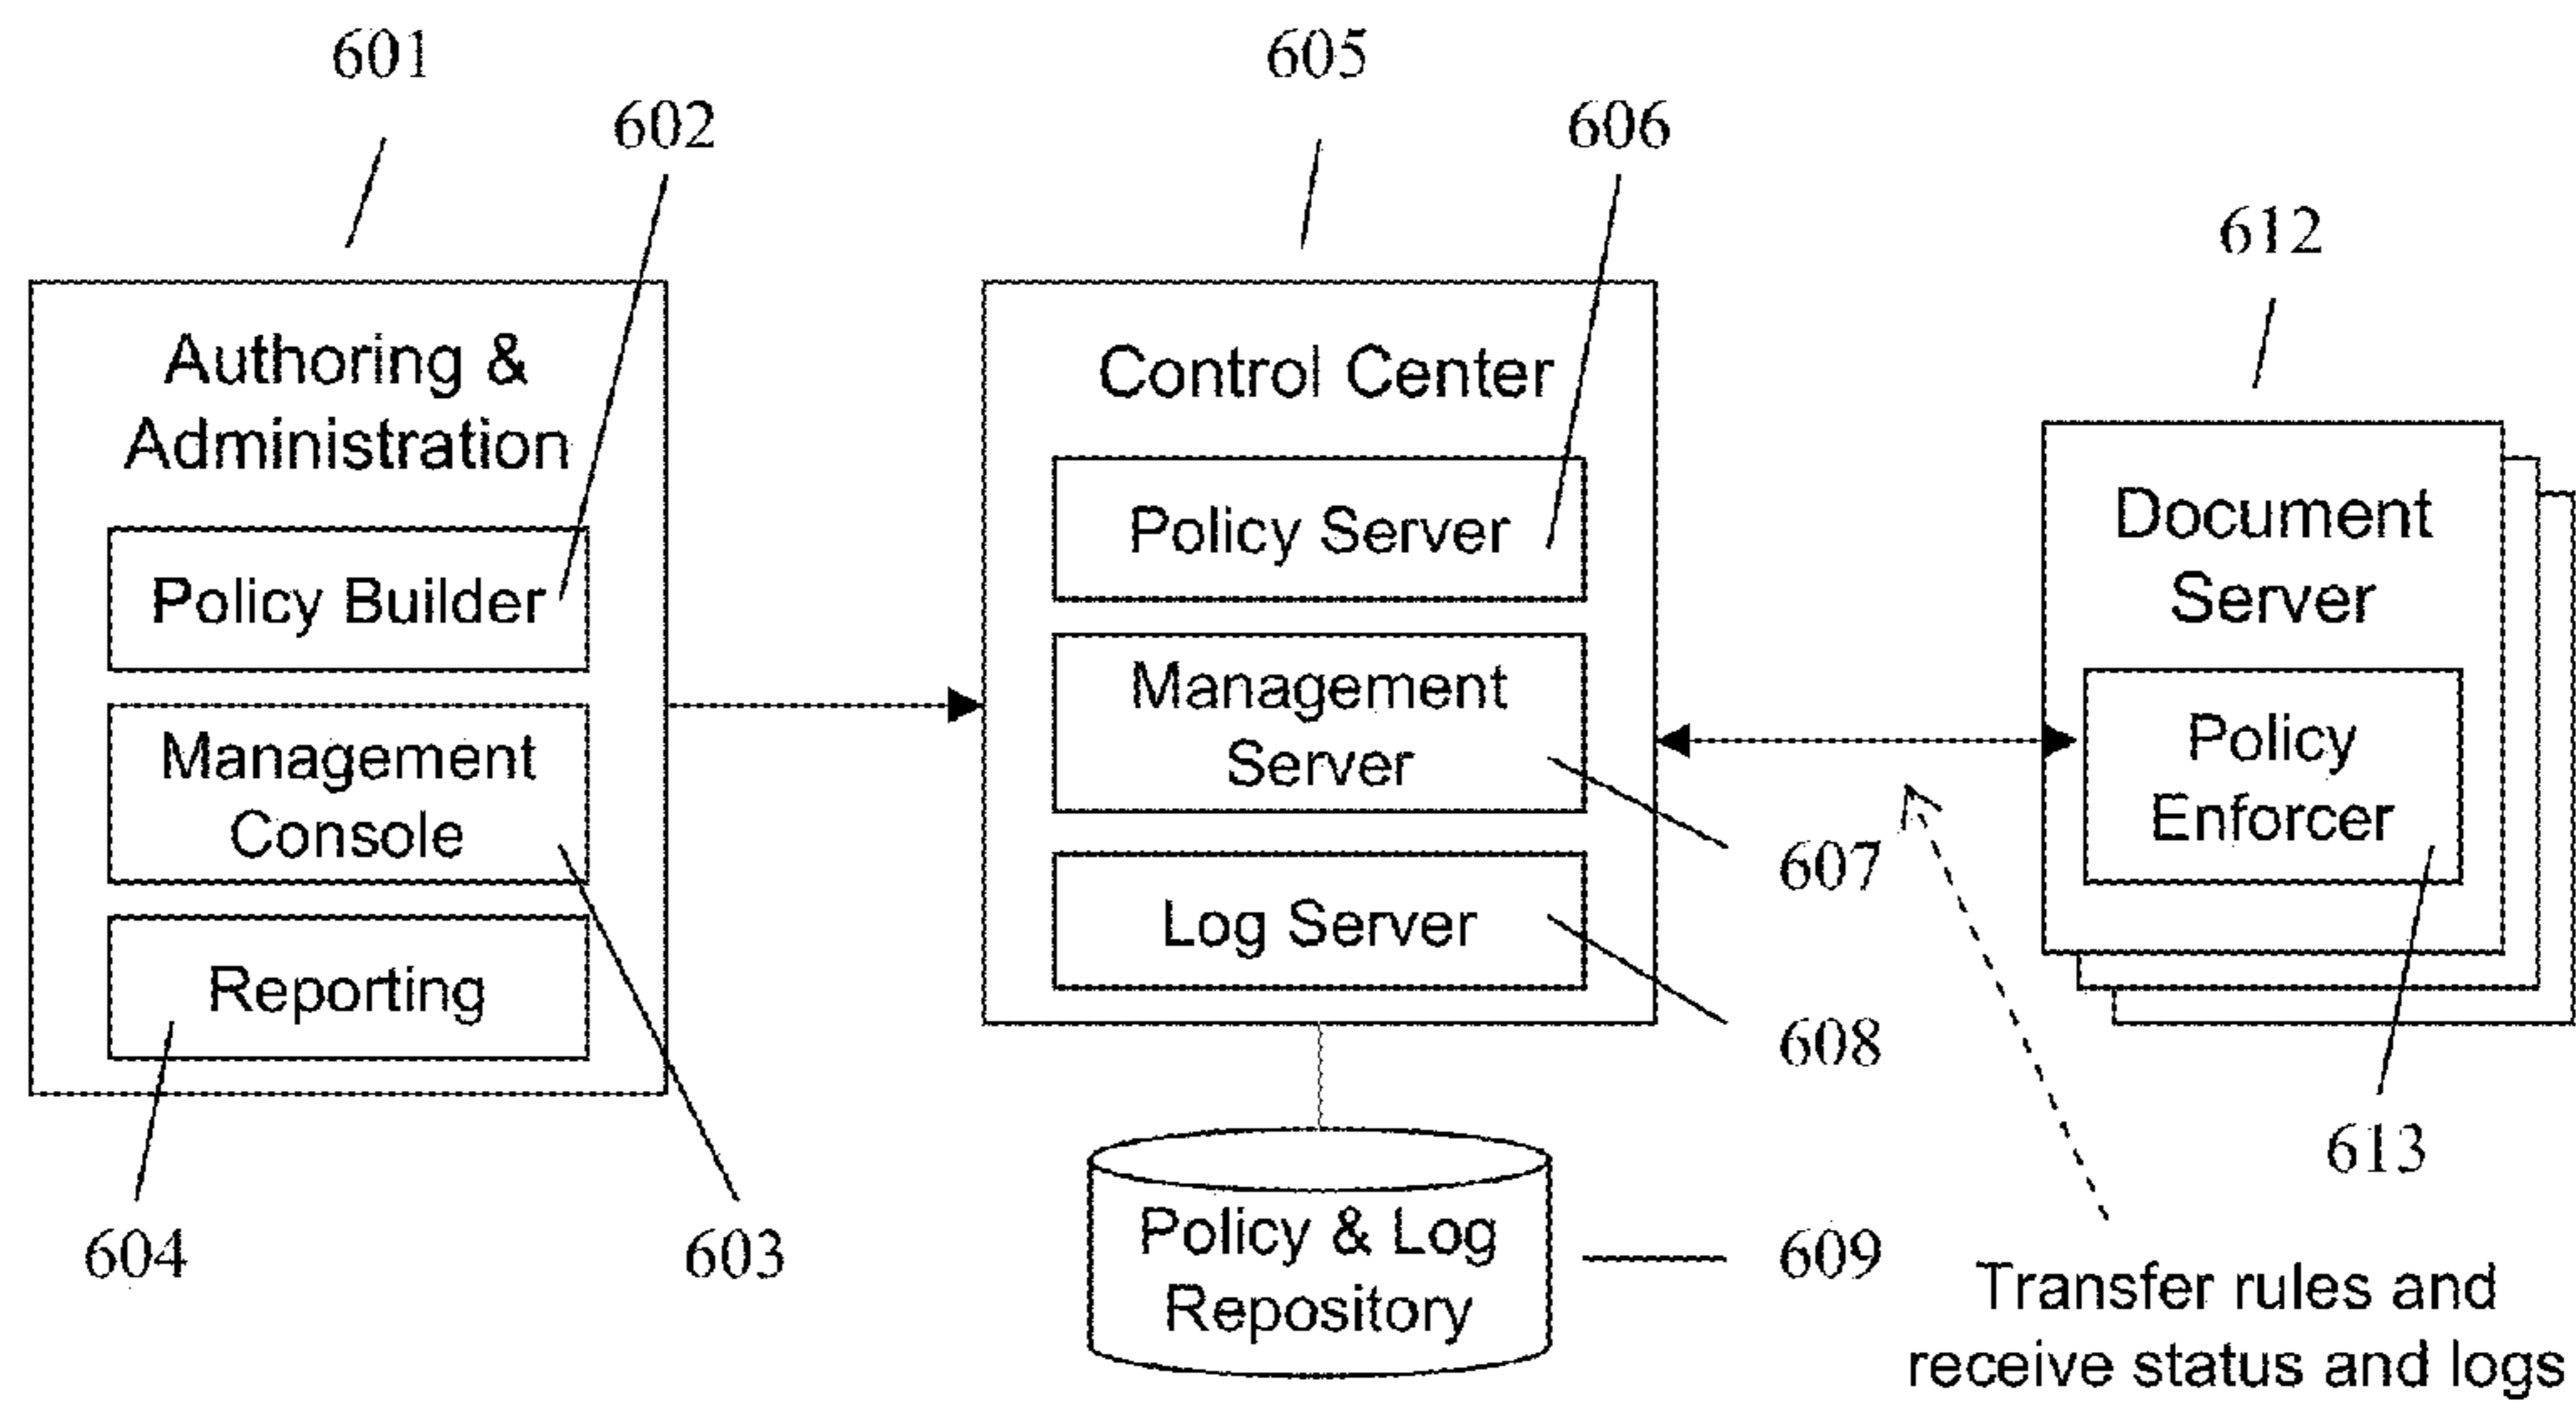 601
602
605
606
612
Authoring &
Administration
Policy Builder
Management
Console
Reporting
604
603
Control Center
Policy Server
Management
Server
Log Server
607
608
Policy & Log
Repository
609
Document
Server
Policy
Enforcer
613
Transfer rules and
receive status and logs